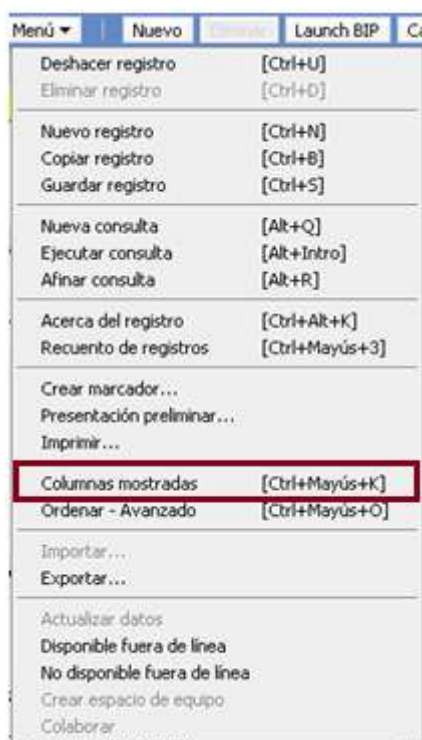 Menú ▾ Nuevo Launch BIP Ca
Deshacer registro [Ctrl+U]
Eliminar registro [Ctrl+D]
Nuevo registro [Ctrl+N]
Copiar registro [Ctrl+B]
Guardar registro [Ctrl+S]
Nueva consulta [Alt+Q]
Ejecutar consulta [Alt+Intro]
Afinar consulta [Alt+R]
Acerca del registro [Ctrl+Alt+K]
Recuento de registros [Ctrl+Mayús+3]
Crear marcador...
Presentación preliminar...
Imprimir...
Columnas mostradas [Ctrl+Mayús+K]
Ordenar - Avanzado [Ctrl+Mayús+O]
Importar...
Exportar...
Actualizar datos
Disponible fuera de línea
No disponible fuera de línea
Crear espacio de equipo
Colaborar